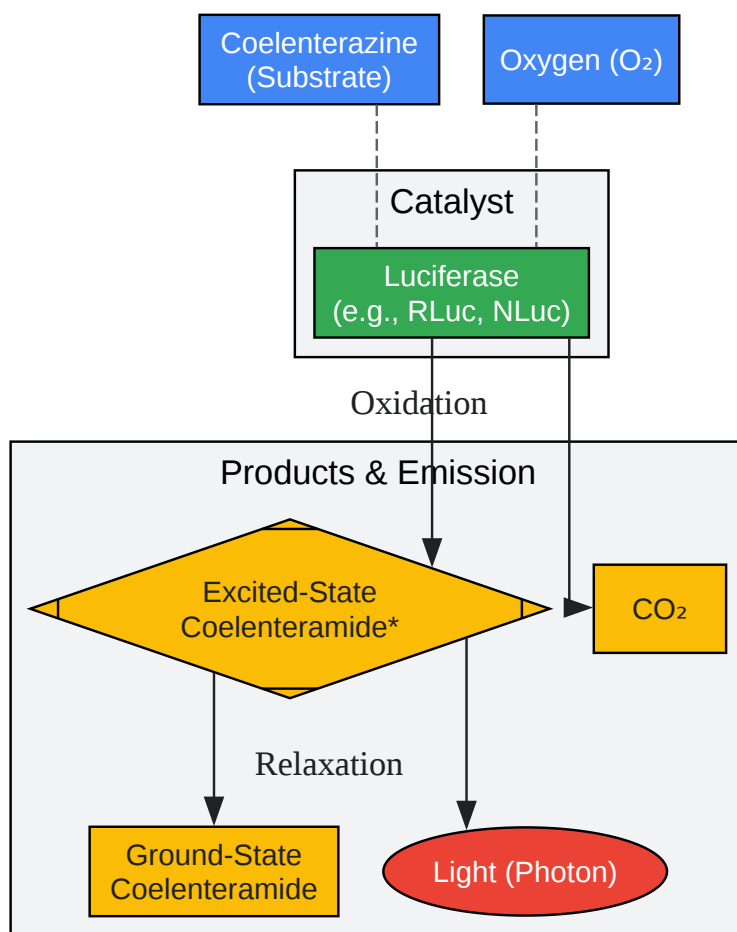 Coelenterazine
(Substrate)
Oxygen (O₂)
Catalyst
Luciferase
(e.g., RLuc, NLuc)
Oxidation
Products & Emission
Excited-State
Coelenteramide*
CO₂
Relaxation
Ground-State
Coelenteramide
Light (Photon)